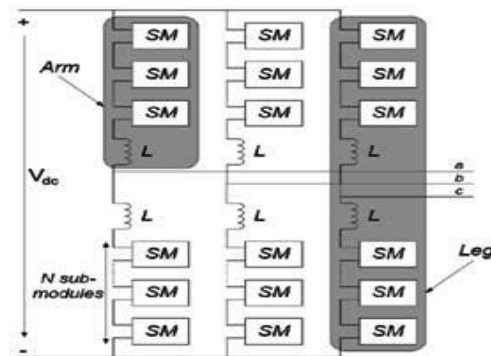 + SM SM SM
Arm SM SM SM
SM SM SM
L L L
V dc
a
b
c
L L L
N sub-modules
SM SM SM
SM SM SM
Leg
SM SM SM
-